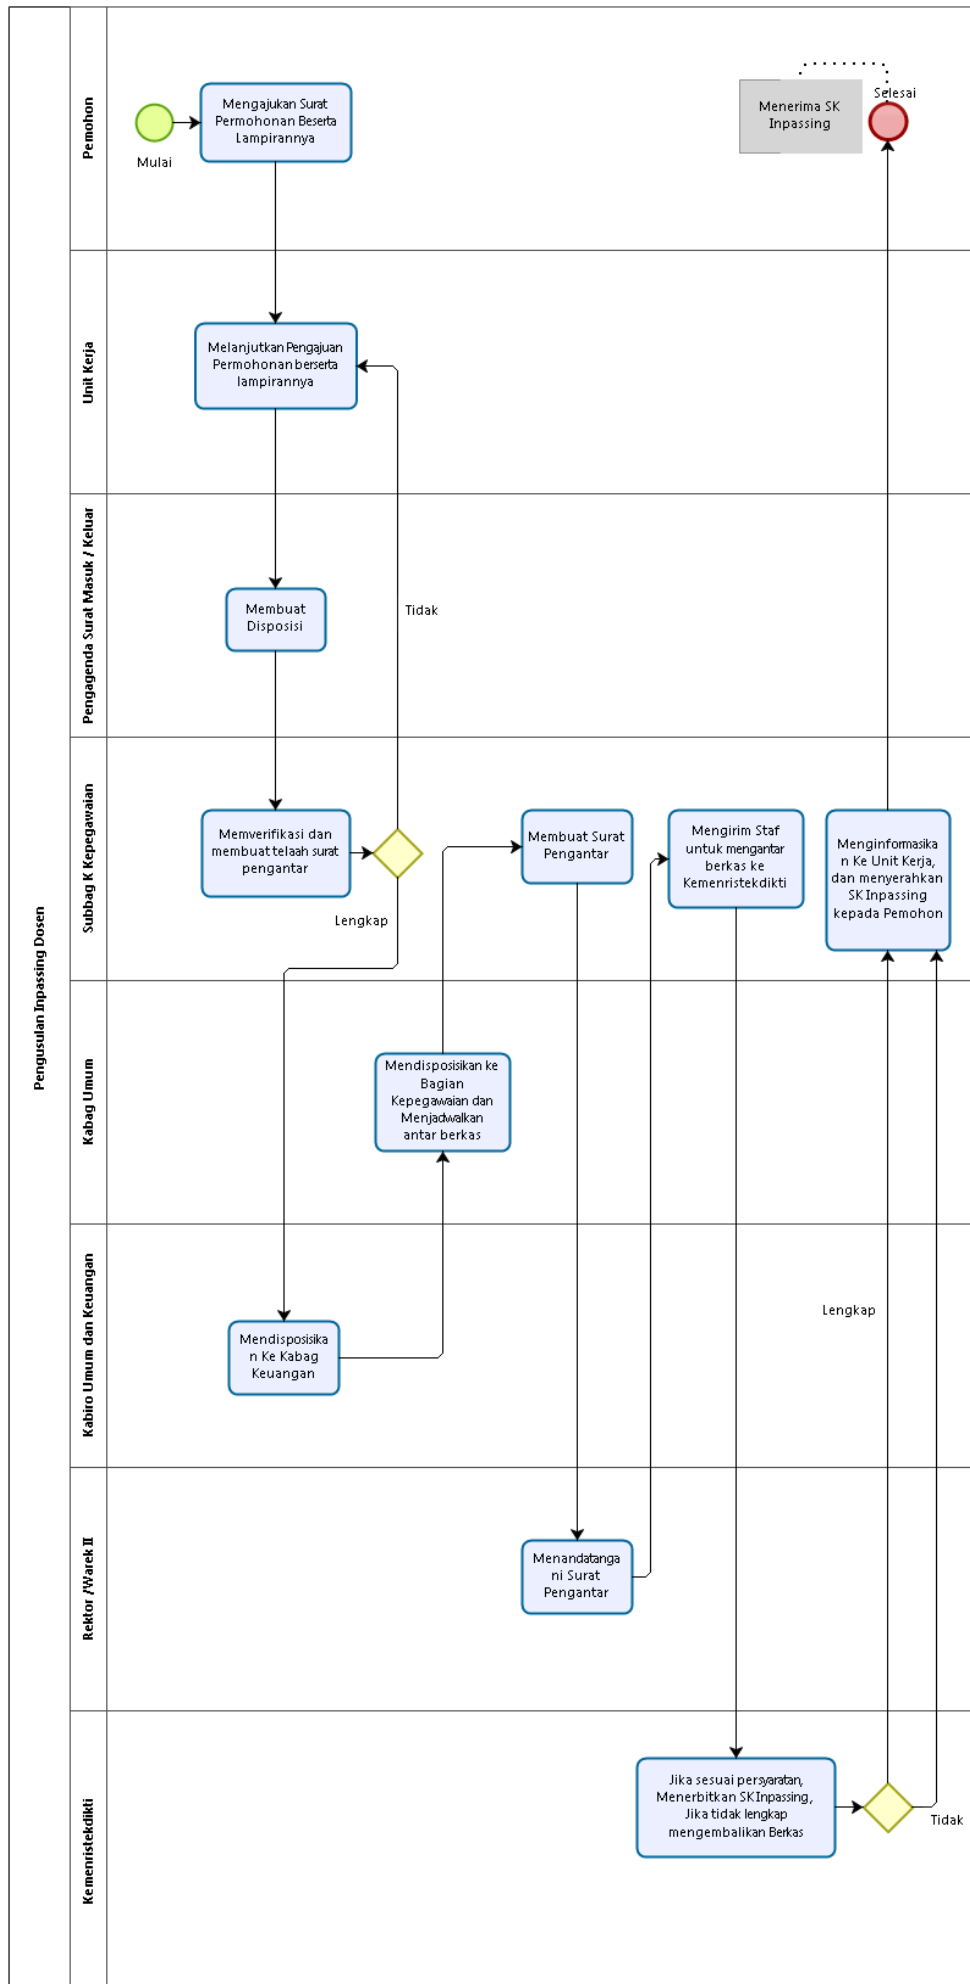 Pengusulan Inpassing Dosen
Pemohon
Mulai
Mengajukan Surat
Permohonan Beserta
Lampirannya
Menerima SK
Inpassing
Selesai
Unit Kerja
Melanjutkan Pengajuan
Permohonan berserta
lampirannya
Pengagenda Surat Masuk / Keluar
Membuat
Disposisi
Tidak
Subbag K Kepegawaian
Memverifikasi dan
membuat telaah surat
pengantar
Lengkap
Membuat Surat
Pengantar
Mengirim Staf
untuk mengantar
berkas ke
Kemenristekdikti
Menginformasika
n Ke Unit Kerja,
dan menyerahkan
SK Inpassing
kepada Pemohon
Kabag Umum
Mendisposisikan ke
Bagian
Kepegawaian dan
Menjadwalkan
antar berkas
Kabiro Umum dan Keuangan
Mendisposisika
n Ke Kabag
Keuangan
Lengkap
Rektor /Warek II
Menandatanga
ni Surat
Pengantar
Kemenristekdikti
Jika sesuai persyaratan,
Menerbitkan SK Inpassing,
Jika tidak lengkap
mengembalikan Berkas
Tidak